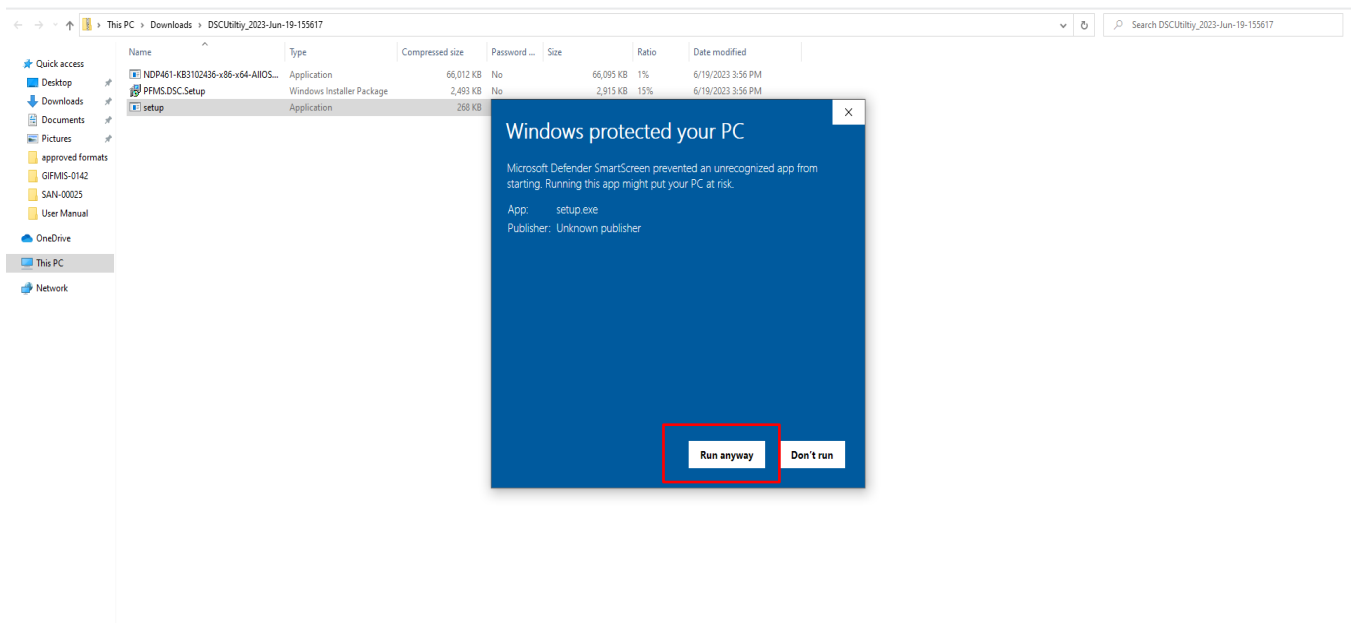 This PC > Downloads > DSCUtiltiy_2023-Jun-19-155617
Search DSCUtiltiy_2023-Jun-19-155617
Name Type Compressed size Password ... Size Ratio Date modified
NDP461-KB3102436-x86-x64-AllOS... Application 66,012 KB No 66,095 KB 1% 6/19/2023 3:56 PM
PFMS.DSC.Setup Windows Installer Package 2,493 KB No 2,915 KB 15% 6/19/2023 3:56 PM
setup Application 268 KB
Quick access
Desktop
Downloads
Documents
Pictures
approved formats
GIFMIS-0142
SAN-00025
User Manual
OneDrive
This PC
Network
Windows protected your PC
Microsoft Defender SmartScreen prevented an unrecognized app from
starting. Running this app might put your PC at risk.
App: setup.exe
Publisher: Unknown publisher
Run anyway Don't run